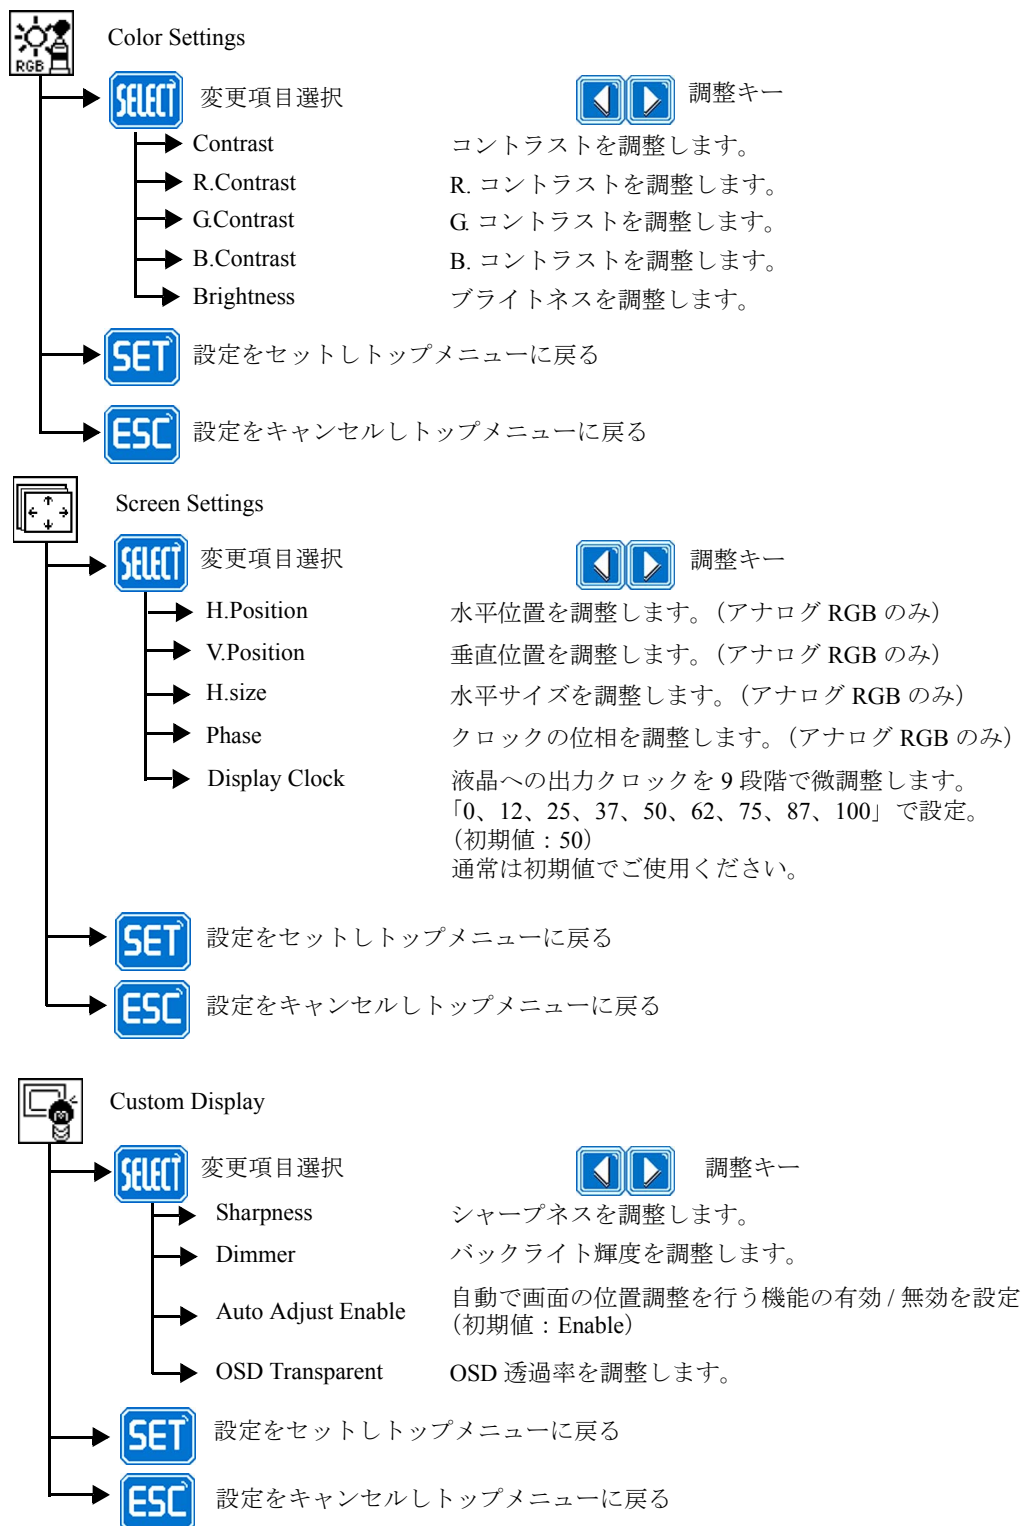 RGB
Color Settings
SELECT 変更項目選択 調整キー
Contrast コントラストを調整します。
R.Contrast R. コントラストを調整します。
G.Contrast G. コントラストを調整します。
B.Contrast B. コントラストを調整します。
Brightness ブライトネスを調整します。
SET 設定をセットしトップメニューに戻る
ESC 設定をキャンセルしトップメニューに戻る
Screen Settings
SELECT 変更項目選択 調整キー
H.Position 水平位置を調整します。（アナログ RGB のみ）
V.Position 垂直位置を調整します。（アナログ RGB のみ）
H.size 水平サイズを調整します。（アナログ RGB のみ）
Phase クロックの位相を調整します。（アナログ RGB のみ）
Display Clock 液晶への出力クロックを 9 段階で微調整します。
「0、12、25、37、50、62、75、87、100」で設定。
（初期値：50）
通常は初期値でご使用ください。
SET 設定をセットしトップメニューに戻る
ESC 設定をキャンセルしトップメニューに戻る
Custom Display
SELECT 変更項目選択 調整キー
Sharpness シャープネスを調整します。
Dimmer バックライト輝度を調整します。
Auto Adjust Enable 自動で画面の位置調整を行う機能の有効 / 無効を設定
（初期値：Enable）
OSD Transparent OSD 透過率を調整します。
SET 設定をセットしトップメニューに戻る
ESC 設定をキャンセルしトップメニューに戻る